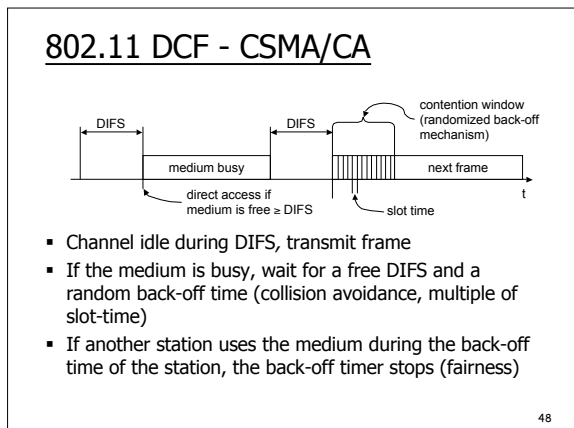 802.11 DCF - CSMA/CA
contention window
(randomized back-off
mechanism)
DIFS
DIFS
medium busy
next frame
direct access if
medium is free ≥ DIFS
slot time
t
▪ Channel idle during DIFS, transmit frame
▪ If the medium is busy, wait for a free DIFS and a
random back-off time (collision avoidance, multiple of
slot-time)
▪ If another station uses the medium during the back-off
time of the station, the back-off timer stops (fairness)
48